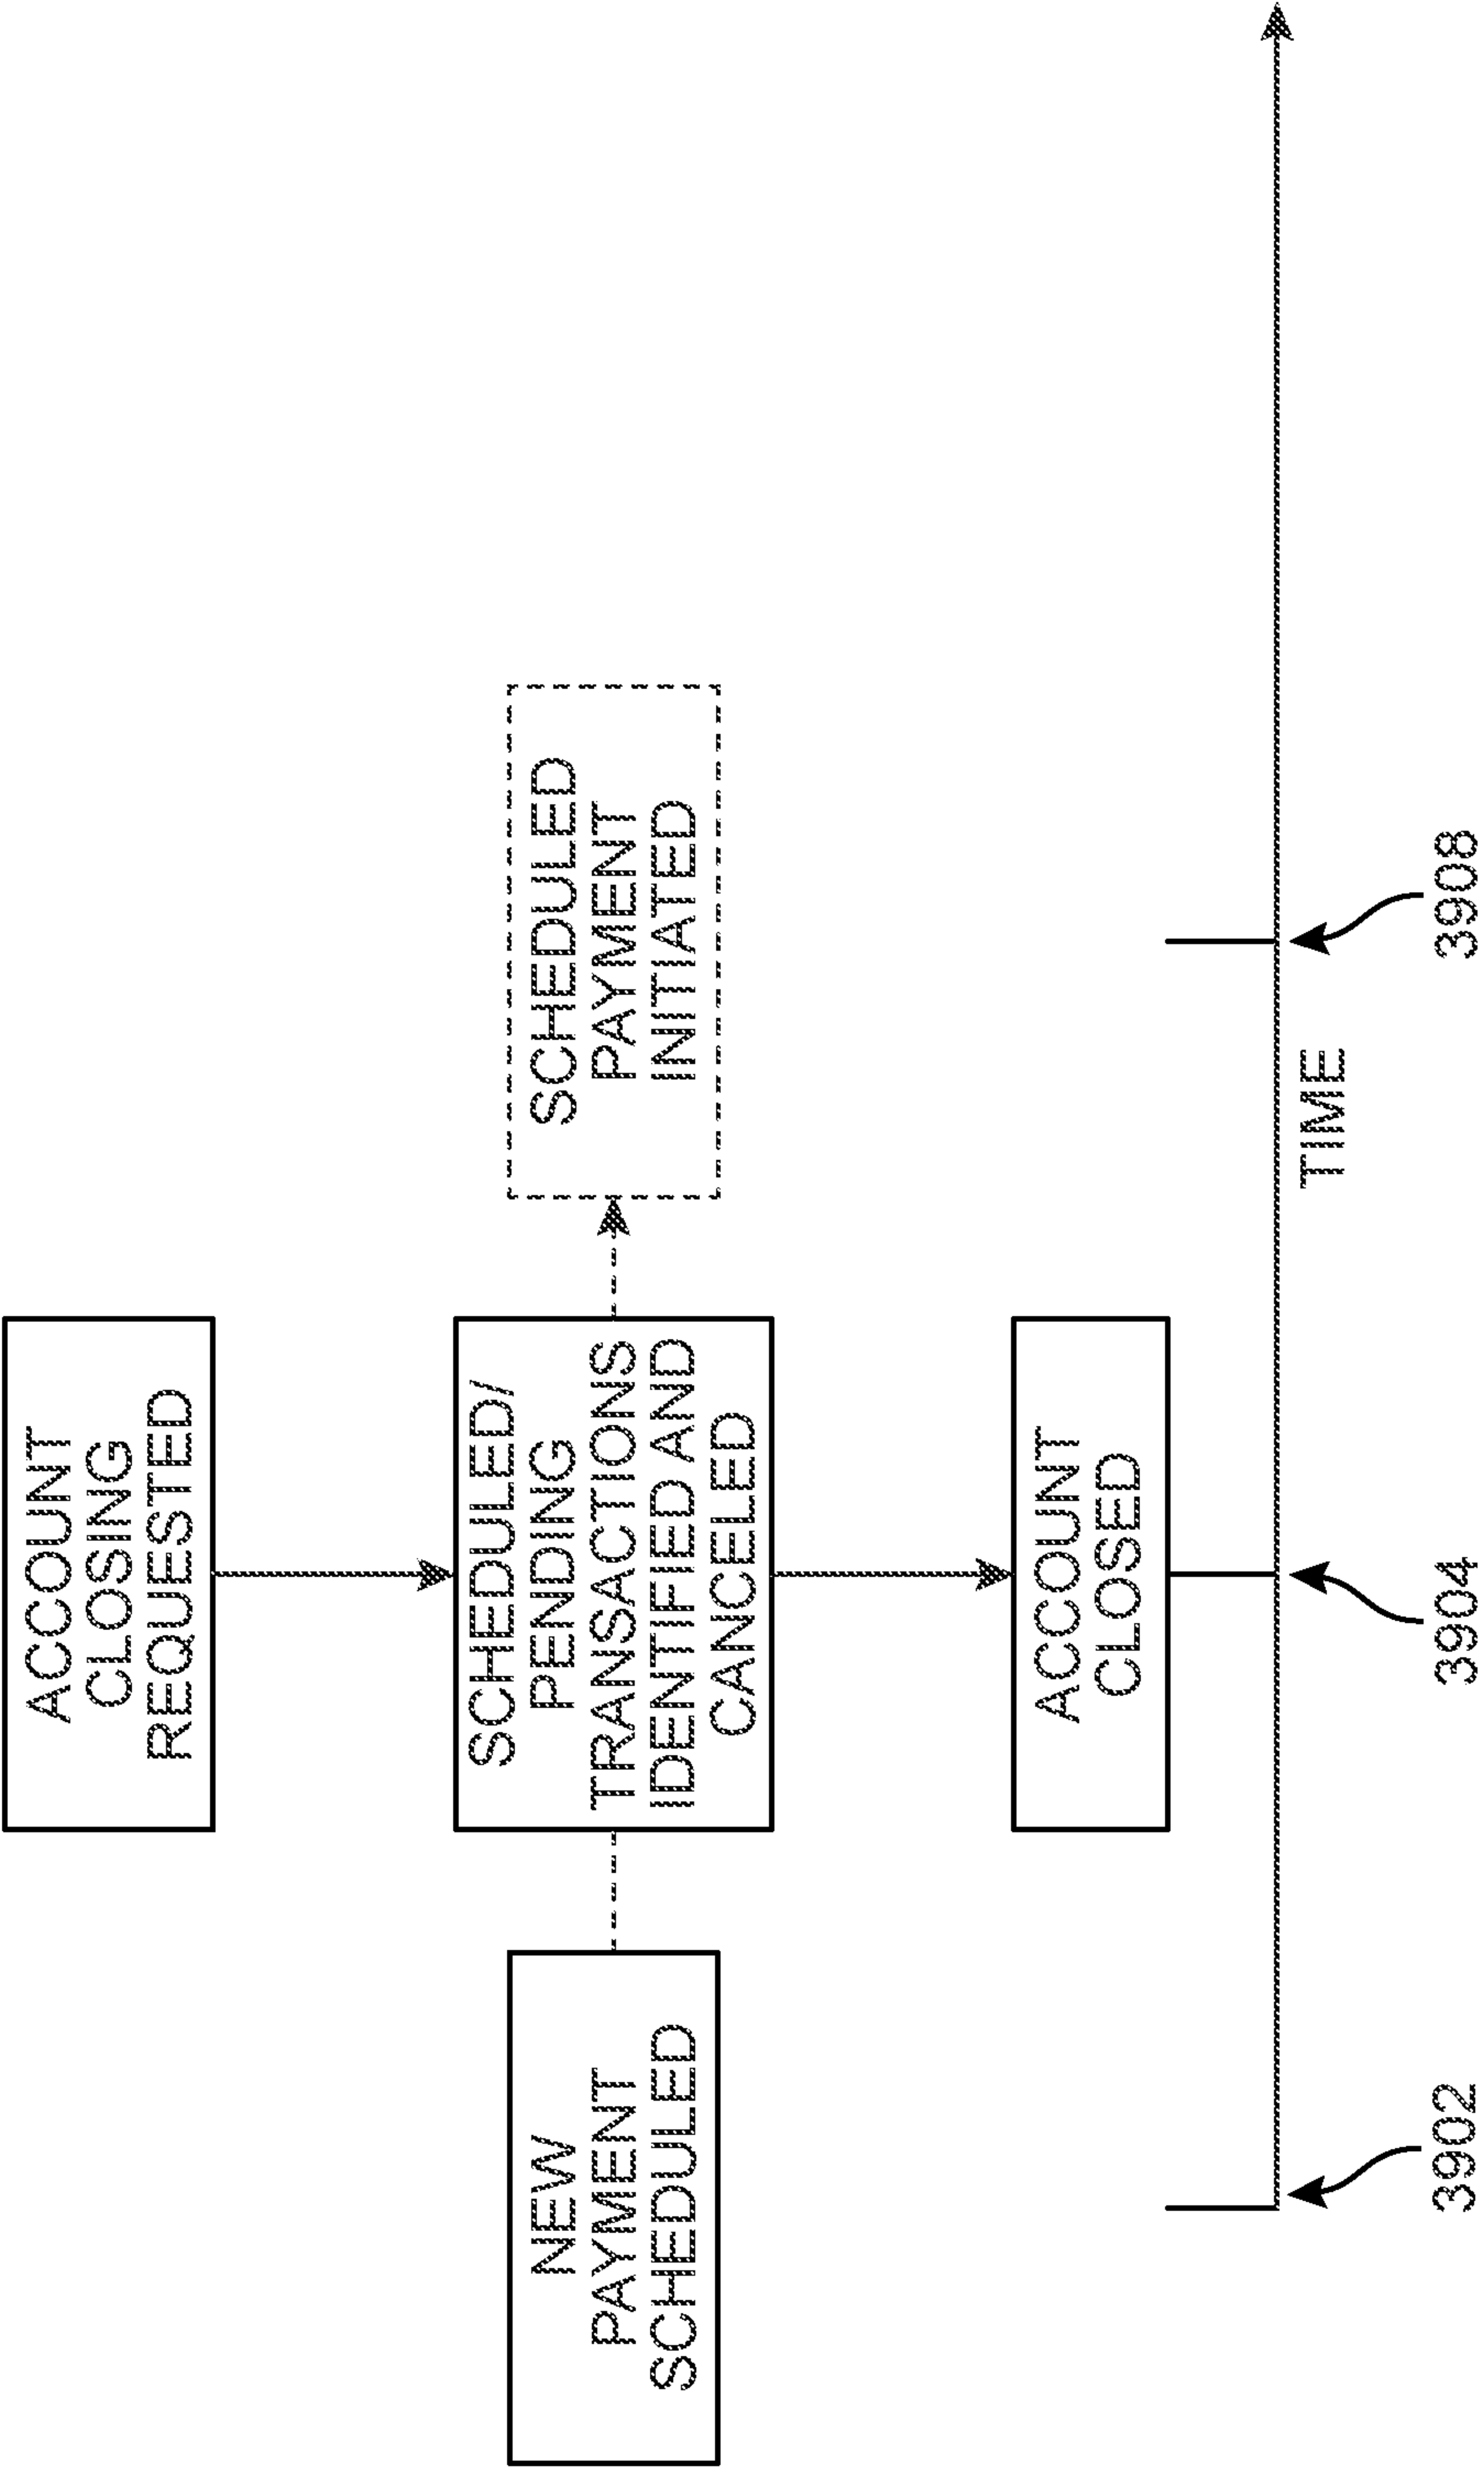 ACCOUNT
CLOSING
REQUESTED
NEW
PAYMENT
SCHEDULED
SCHEDULED/
PENDING
TRANSACTIONS
IDENTIFIED AND
CANCELED
SCHEDULED
PAYMENT
INITIATED
ACCOUNT
CLOSED
TIME
3902
3904
3908